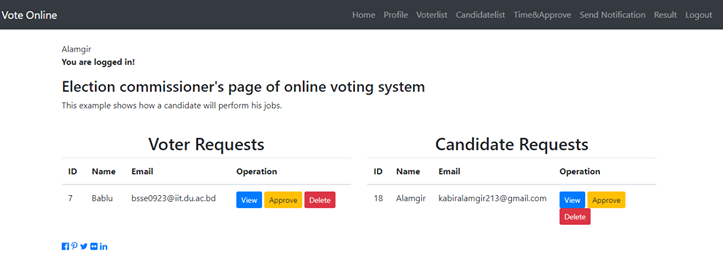 Vote Online Home Profile Voterlist Candidatelist Time&Approve Send Notification Result Logout
Alamgir
You are logged in!
Election commissioner's page of online voting system
This example shows how a candidate will perform his jobs.
Voter Requests
ID Name Email Operation
7 Bablu bsse0923@iit.du.ac.bd View Approve Delete
Candidate Requests
ID Name Email Operation
18 Alamgir kabiralamgir213@gmail.com View Approve
Delete